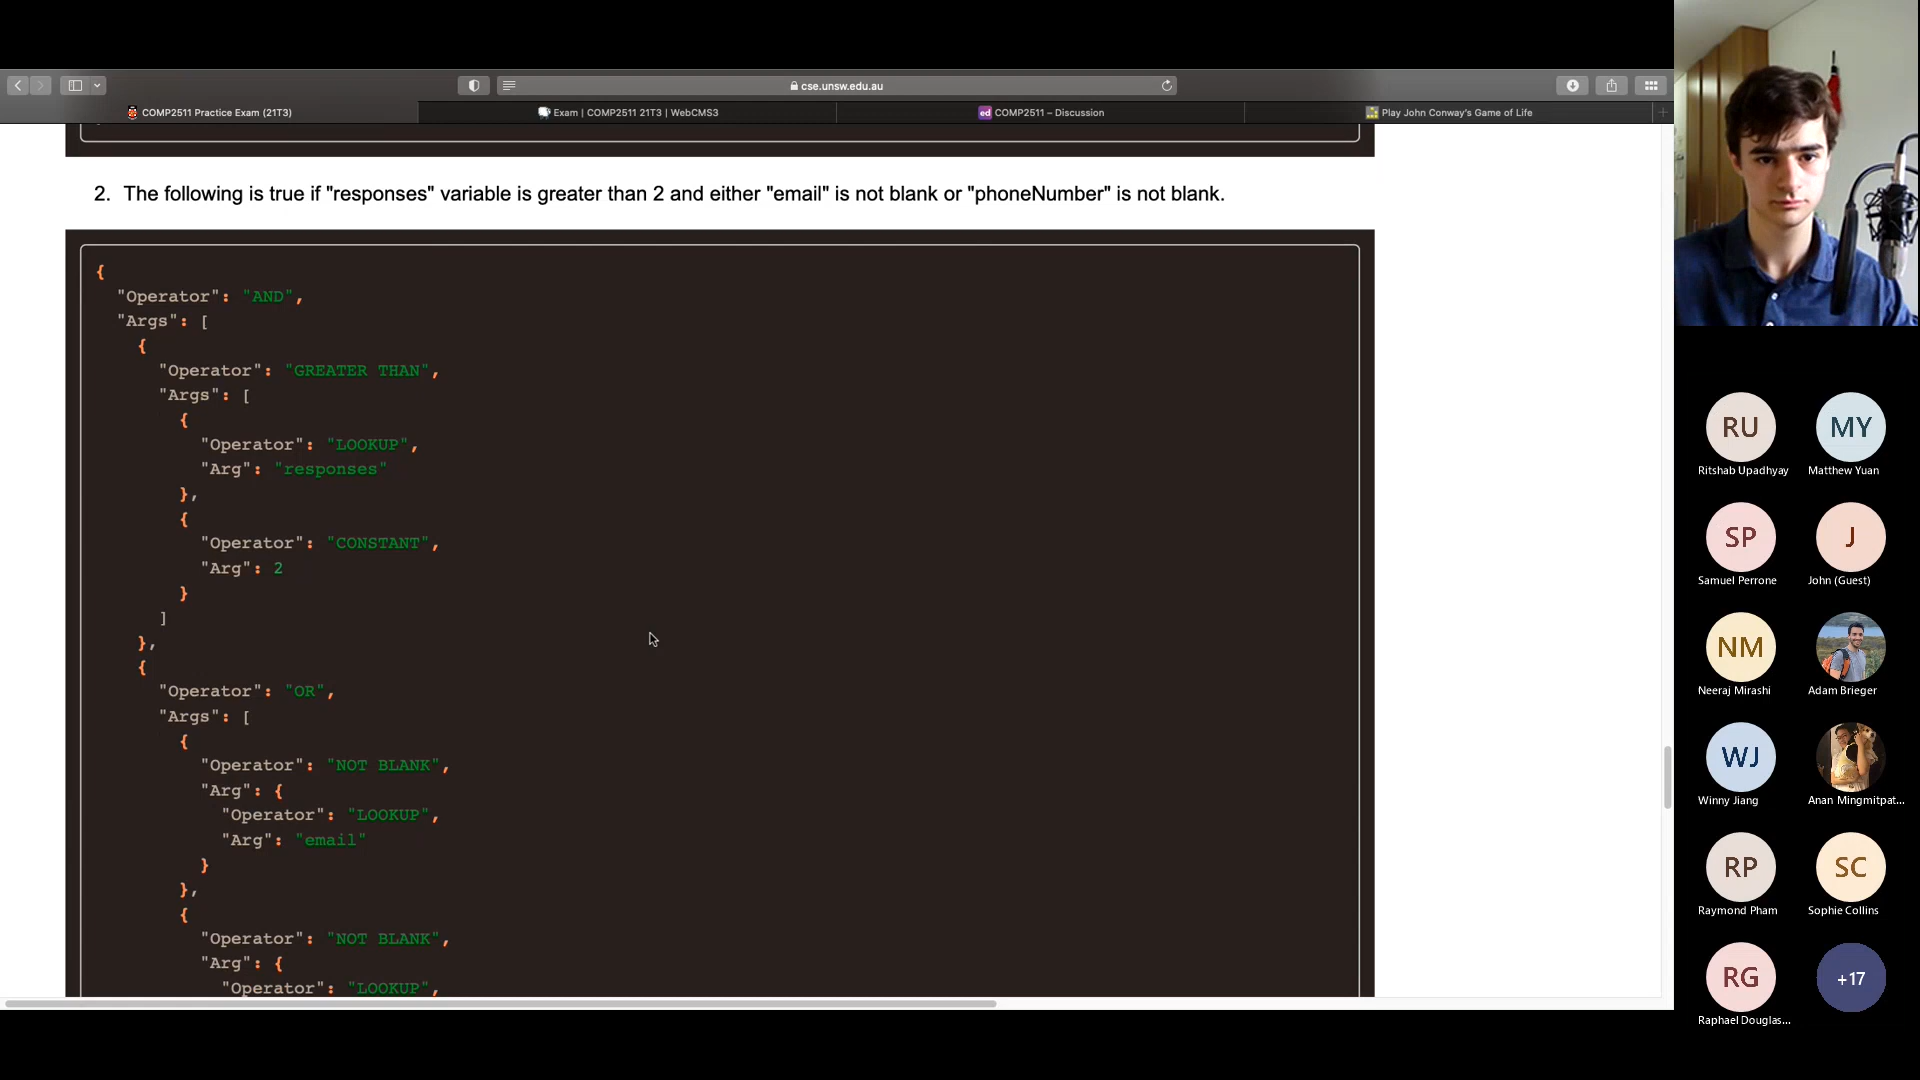 cse.unsw.edu.au
COMP2511 Practice Exam (21T3)
Exam | COMP2511 21T3 | WebCMS3
ed COMP2511 – Discussion
Play John Conway's Game of Life
2. The following is true if "responses" variable is greater than 2 and either "email" is not blank or "phoneNumber" is not blank.
{
"Operator": "AND",
"Args": [
{
"Operator": "GREATER THAN",
"Args": [
{
"Operator": "LOOKUP",
"Arg": "responses"
},
{
"Operator": "CONSTANT",
"Arg": 2
}
]
},
{
"Operator": "OR",
"Args": [
{
"Operator": "NOT BLANK",
"Arg": {
"Operator": "LOOKUP",
"Arg": "email"
}
},
{
"Operator": "NOT BLANK",
"Arg": {
"Operator": "LOOKUP",
RU
Ritshab Upadhyay
MY
Matthew Yuan
SP
Samuel Perrone
J
John (Guest)
NM
Neeraj Mirashi
Adam Brieger
WJ
Winny Jiang
Anan Mingmitpat...
RP
Raymond Pham
SC
Sophie Collins
RG
Raphael Douglas...
+17